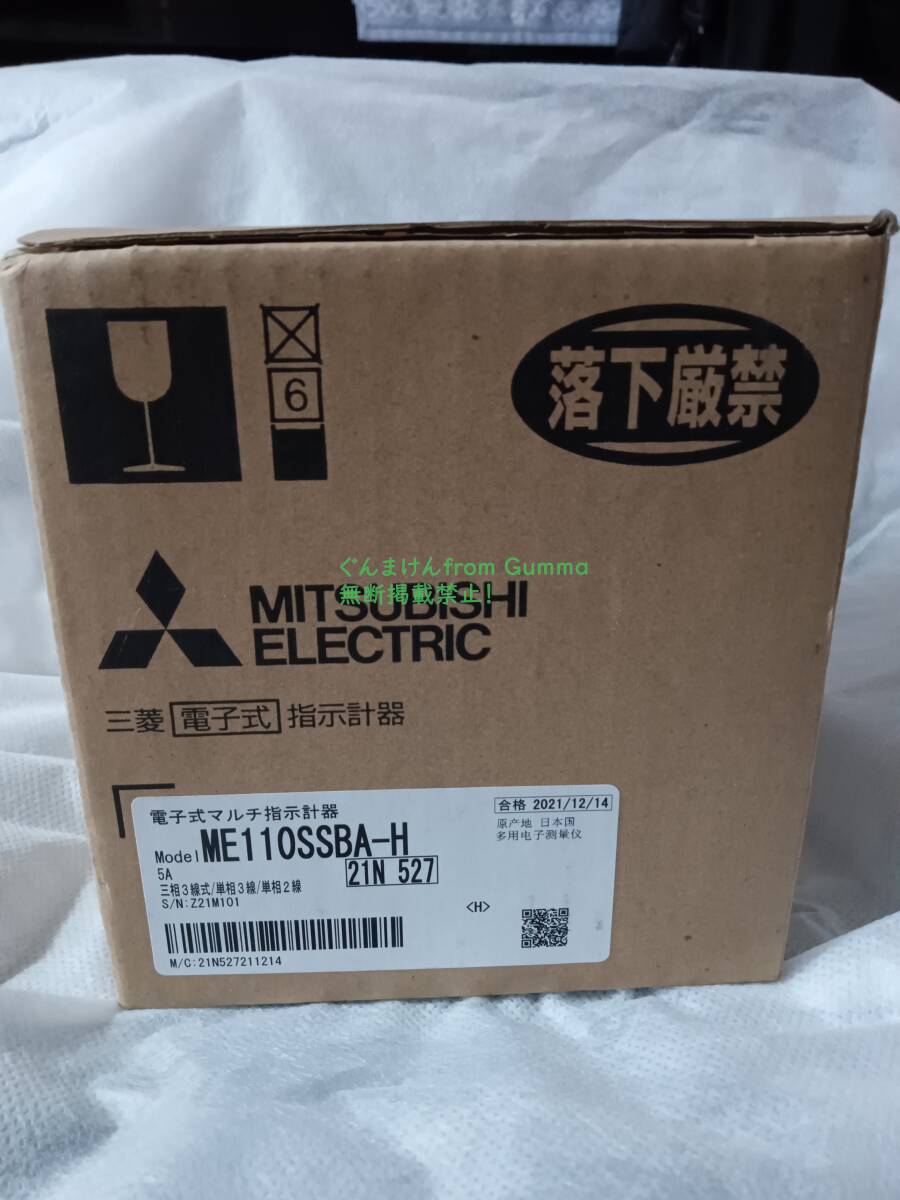 6
落下厳禁
ぐんまけんfrom Gumma
無断掲載禁止!
MITSUBISHI
ELECTRIC
三菱 電子式 指示計器
電子式マルチ指示計器
合格 2021/12/14
Model ME110SSBA-H
原产地 日本国
多用电子测量仪
5A
21N 527
三相3線式/単相3線/単相2線
S/N:Z21M101
<H>
M/C:21N527211214